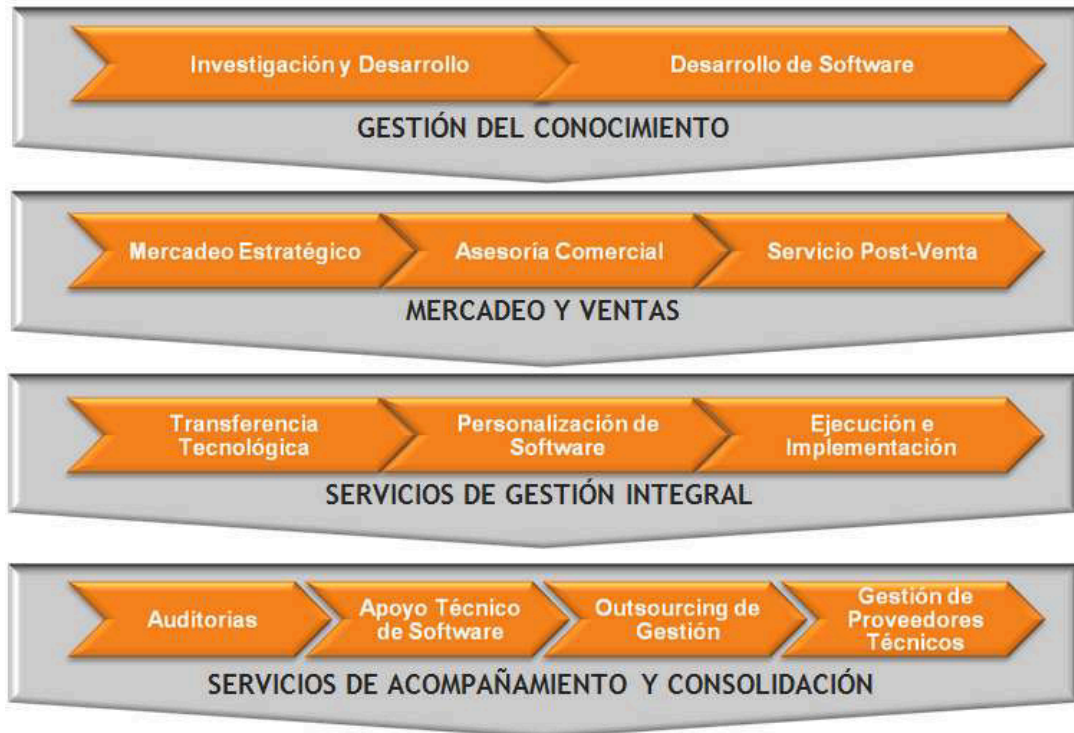 Investigación y Desarrollo
Desarrollo de Software
GESTIÓN DEL CONOCIMIENTO
Mercadeo Estratégico
Asesoría Comercial
Servicio Post-Venta
MERCADEO Y VENTAS
Transferencia
Tecnológica
Personalización de
Software
Ejecución e
Implementación
SERVICIOS DE GESTIÓN INTEGRAL
Auditorias
Apoyo Técnico
de Software
Outsourcing de
Gestión
Gestión de
Proveedores
Técnicos
SERVICIOS DE ACOMPAÑAMIENTO Y CONSOLIDACIÓN